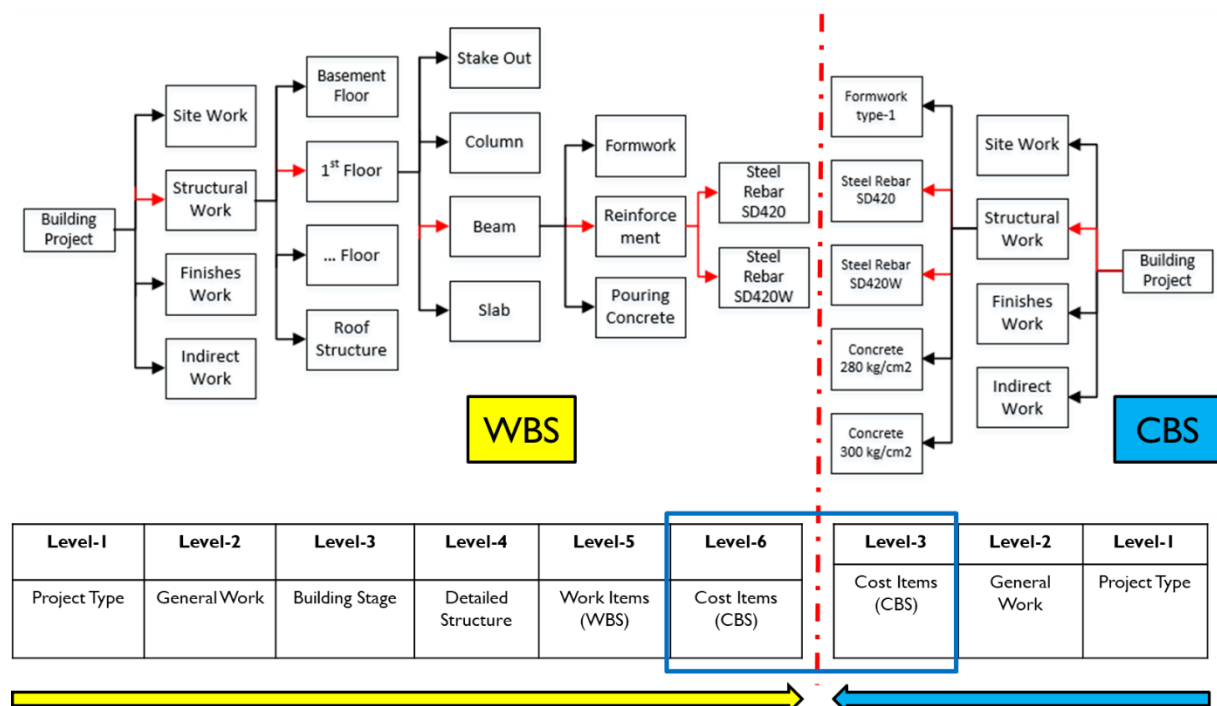 Building
Project
Site Work
Structural
Work
Finishes
Work
Indirect
Work
Basement
Floor
1st Floor
... Floor
Roof
Structure
Stake Out
Column
Beam
Slab
Formwork
Reinforce
ment
Pouring
Concrete
Steel
Rebar
SD420
Steel
Rebar
SD420W
WBS
Formwork
type-1
Steel Rebar
SD420
Steel Rebar
SD420W
Concrete
280 kg/cm2
Concrete
300 kg/cm2
Site Work
Structural
Work
Finishes
Work
Indirect
Work
Building
Project
CBS
Level-1 Level-2 Level-3 Level-4 Level-5 Level-6 Level-3 Level-2 Level-1
Project Type
General Work
Building Stage
Detailed
Structure
Work Items
(WBS)
Cost Items
(CBS)
Cost Items
(CBS)
General
Work
Project Type